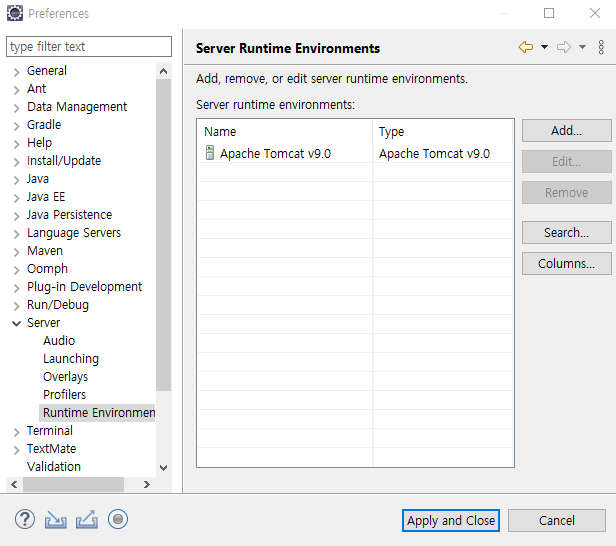 Preferences
type filter text
General
Ant
Data Management
Gradle
Help
Install/Update
Java
Java EE
Java Persistence
Language Servers
Maven
Oomph
Plug-in Development
Run/Debug
Server
Audio
Launching
Overlays
Profilers
Runtime Environmen
Terminal
TextMate
Validation
Server Runtime Environments
Add, remove, or edit server runtime environments.
Server runtime environments:
Name Type
Apache Tomcat v9.0 Apache Tomcat v9.0
Add...
Edit...
Remove
Search...
Columns...
Apply and Close Cancel